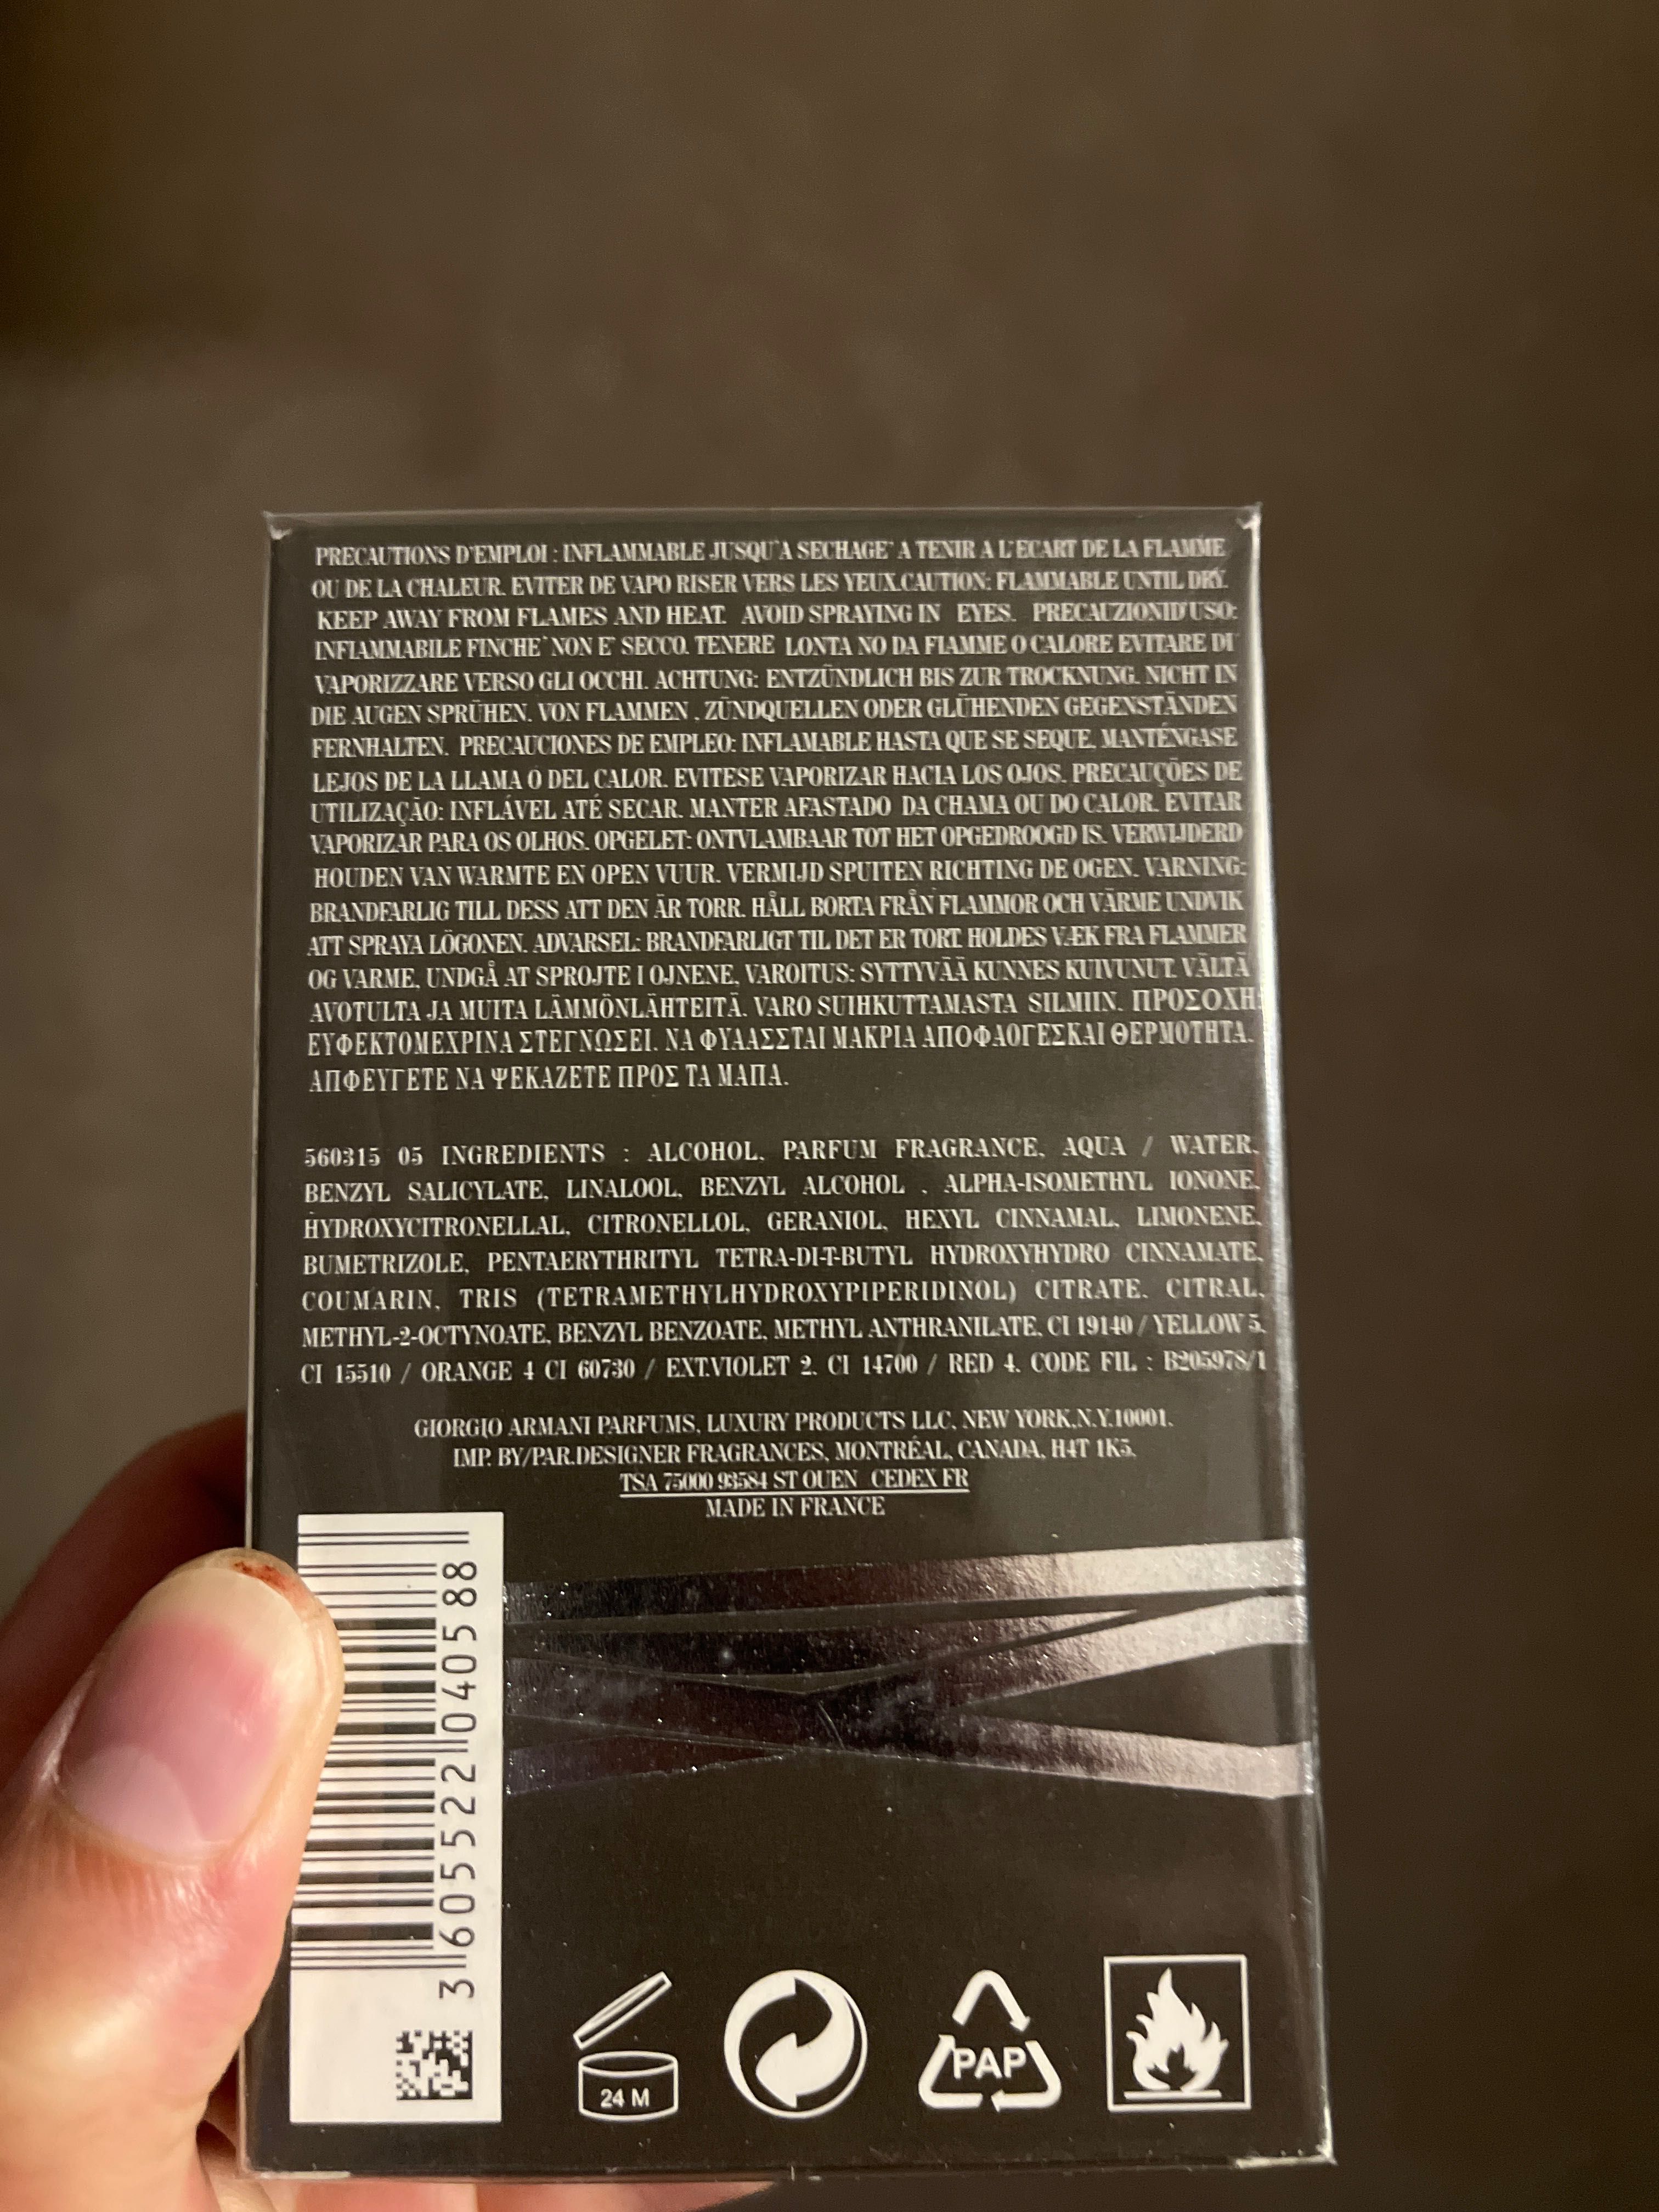 PRECAUTIONS D'EMPLOI : INFLAMMABLE JUSQU'A SECHAGE' A TENIR A L'ECART DE LA FLAMME
OU DE LA CHALEUR. EVITER DE VAPO RISER VERS LES YEUX.CAUTION: FLAMMABLE UNTIL DRY.
KEEP AWAY FROM FLAMES AND HEAT. AVOID SPRAYING IN EYES. PRECAUZIONID'USO:
INFIAMMABILE FINCHE' NON E' SECCO. TENERE LONTA NO DA FIAMME O CALORE EVITARE DI
VAPORIZZARE VERSO GLI OCCHI. ACHTUNG: ENTZÜNDLICH BIS ZUR TROCKNUNG. NICHT IN
DIE AUGEN SPRÜHEN. VON FLAMMEN , ZÜNDQUELLEN ODER GLÜHENDEN GEGENSTÄNDEN
FERNHALTEN. PRECAUCIONES DE EMPLEO: INFLAMABLE HASTA QUE SE SEQUE. MANTÉNGASE
LEJOS DE LA LLAMA O DEL CALOR. EVITESE VAPORIZAR HACIA LOS OJOS. PRECAUÇÕES DE
UTILIZAÇÃO: INFLÁVEL ATÉ SECAR. MANTER AFASTADO DA CHAMA OU DO CALOR. EVITAR
VAPORIZAR PARA OS OLHOS. OPGELET: ONTVLAMBAAR TOT HET OPGEDROOGD IS. VERWIJDERD
HOUDEN VAN WARMTE EN OPEN VUUR. VERMIJD SPUITEN RICHTING DE OGEN. VARNING:
BRANDFARLIG TILL DESS ATT DEN ÄR TORR. HÅLL BORTA FRÅN FLAMMOR OCH VÄRME UNDVIK
ATT SPRAYA LÖGONEN. ADVARSEL: BRANDFARLIGT TIL DET ER TORT. HOLDES VÆK FRA FLAMMER
OG VARME, UNDGÅ AT SPROJTE I OJNENE, VAROITUS: SYTTYVÄÄ KUNNES KUIVUNUT. VÄLTÄ
AVOTULTA JA MUITA LÄMMÖNLÄHTEITÄ. VARO SUIHKUTTAMASTA SILMIIN. ΠΡΟΣΟΧΗ:
ΕΥΦΕΚΤΟΜΕΧΡΙΝΑ ΣΤΕΓΝΩΣΕΙ. ΝΑ ΦΥΛΑΣΣΤΑΙ ΜΑΚΡΙΑ ΑΠΟΦΛΟΓΕΣΚΑΙ ΘΕΡΜΟΤΗΤΑ.
ΑΠΦΕΥΓΕΤΕ ΝΑ ΨΕΚΑΖΕΤΕ ΠΡΟΣ ΤΑ ΜΑΠΑ.
560315 05 INGREDIENTS : ALCOHOL, PARFUM FRAGRANCE, AQUA / WATER,
BENZYL SALICYLATE, LINALOOL, BENZYL ALCOHOL , ALPHA-ISOMETHYL IONONE,
HYDROXYCITRONELLAL, CITRONELLOL, GERANIOL, HEXYL CINNAMAL, LIMONENE,
BUMETRIZOLE, PENTAERYTHRITYL TETRA-DI-T-BUTYL HYDROXYHYDRO CINNAMATE,
COUMARIN, TRIS (TETRAMETHYLHYDROXYPIPERIDINOL) CITRATE. CITRAL,
METHYL-2-OCTYNOATE, BENZYL BENZOATE, METHYL ANTHRANILATE, CI 19140 / YELLOW 5,
CI 15510 / ORANGE 4 CI 60730 / EXT.VIOLET 2. CI 14700 / RED 4. CODE FIL : B205978/1
GIORGIO ARMANI PARFUMS, LUXURY PRODUCTS LLC, NEW YORK,N.Y.10001.
IMP. BY/PAR.DESIGNER FRAGRANCES, MONTRÉAL, CANADA, H4T 1K5.
TSA 75000 93584 ST OUEN CEDEX FR
MADE IN FRANCE
3 605522 040588
24 M
PAP